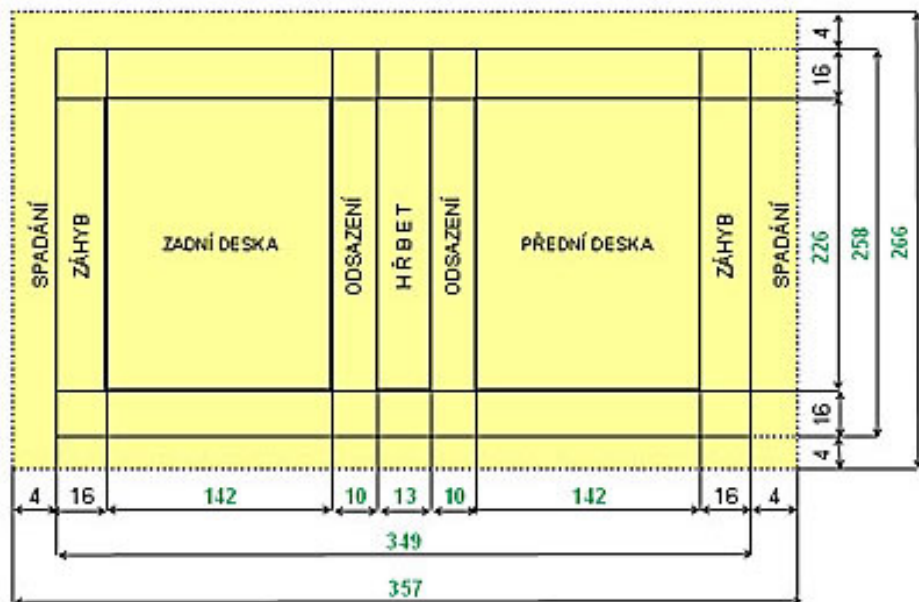 4
16
SPADÁNÍ
ZÁHYB
ZADNÍ DESKA
ODSAZENÍ
HŘBET
ODSAZENÍ
PŘEDNÍ DESKA
ZÁHYB
SPADÁNÍ
226
258
266
16
4
4 16 142 10 13 10 142 16 4
349
357